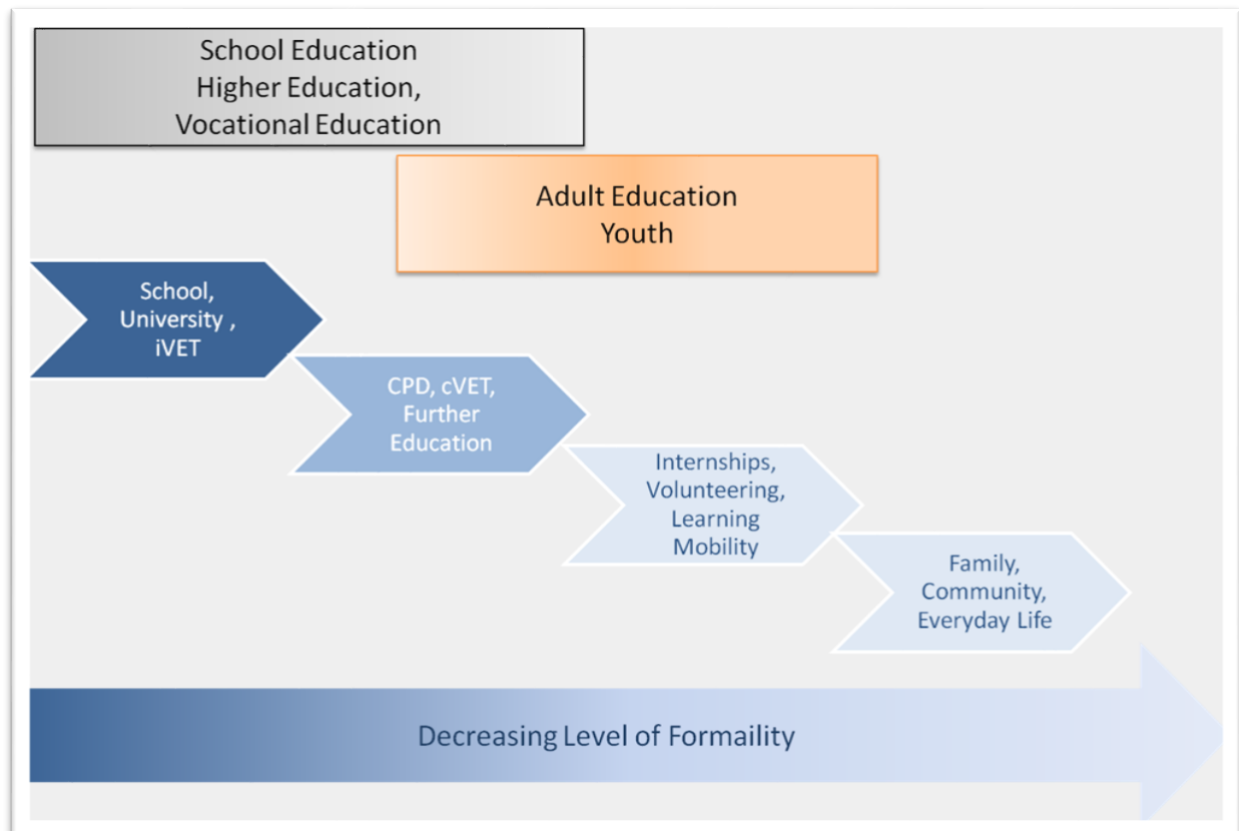 School Education
Higher Education,
Vocational Education
Adult Education
Youth
School,
University ,
iVET
CPD, cVET,
Further
Education
Internships,
Volunteering,
Learning
Mobility
Family,
Community,
Everyday Life
Decreasing Level of Formaility